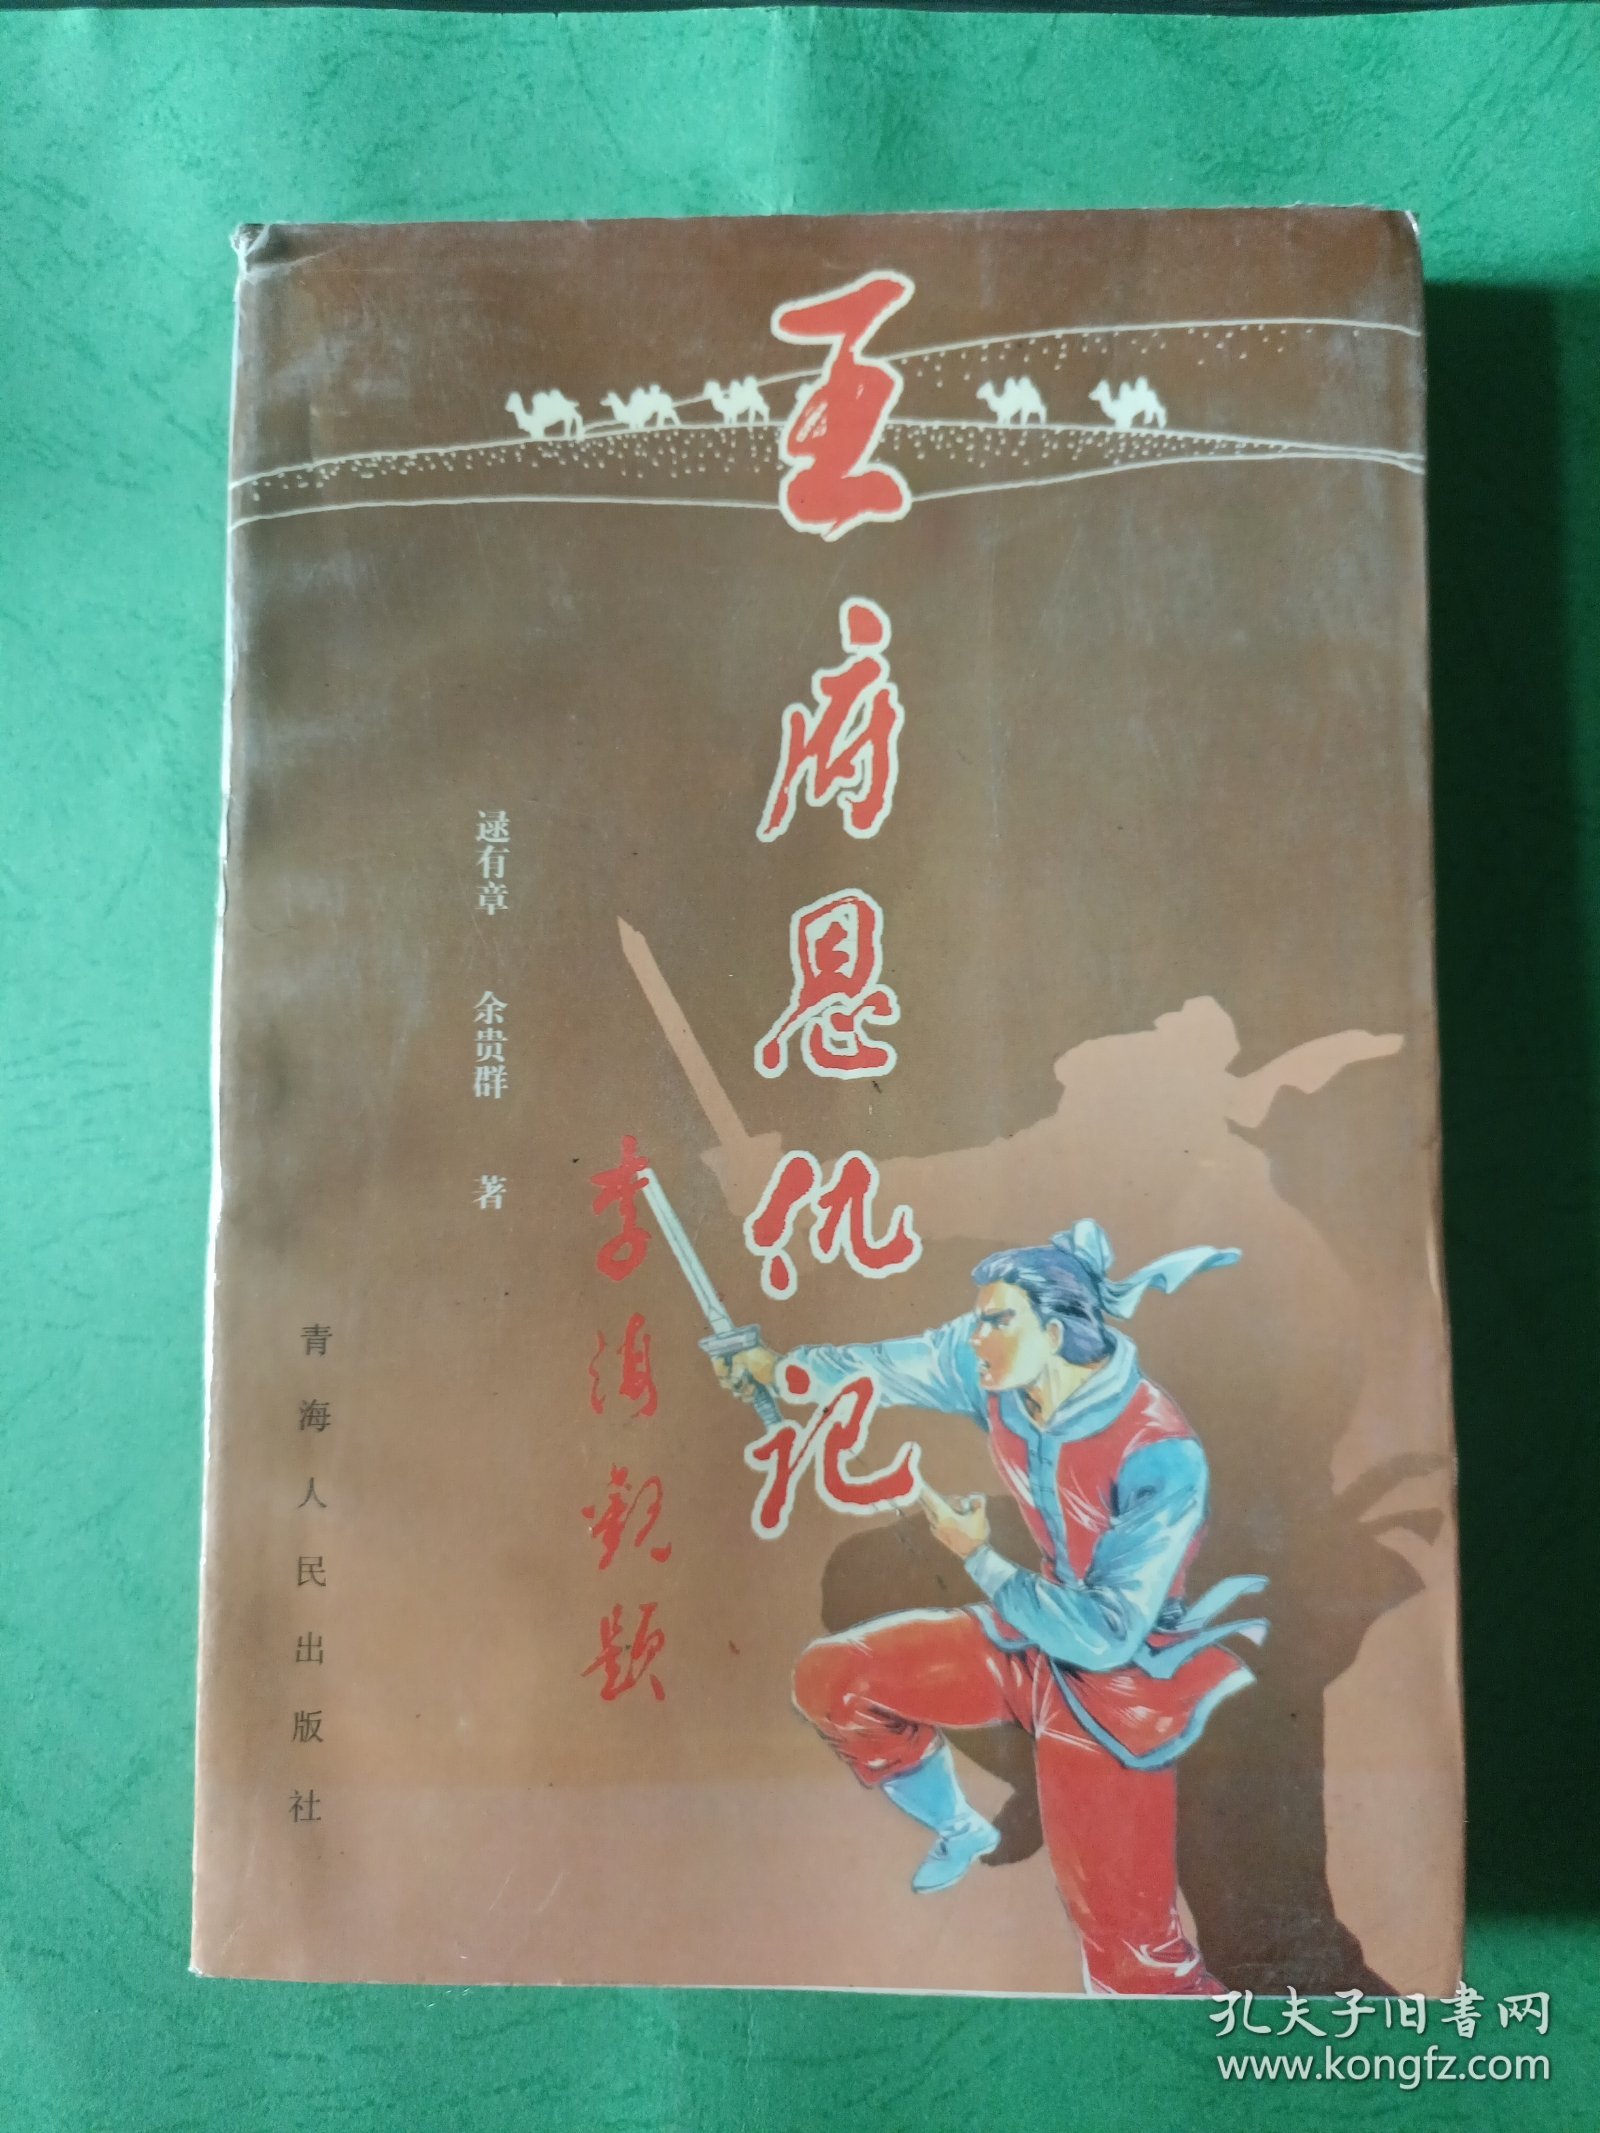 王府恩仇记
李海观题
逯有章 余贵群 著
青海人民出版社
孔夫子旧书网
www.kongfz.com